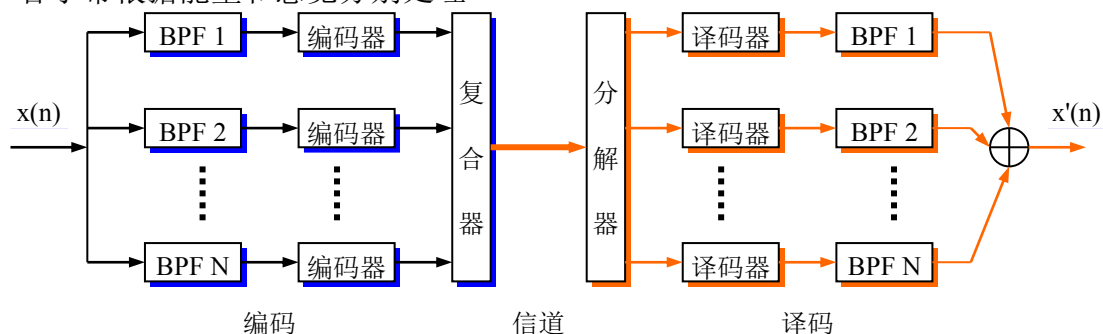 BPF 1 编码器 译码器 BPF 1
x(n) BPF 2 编码器 复合器 分解器 译码器 BPF 2 x'(n)
BPF N 编码器 译码器 BPF N
编码 信道 译码